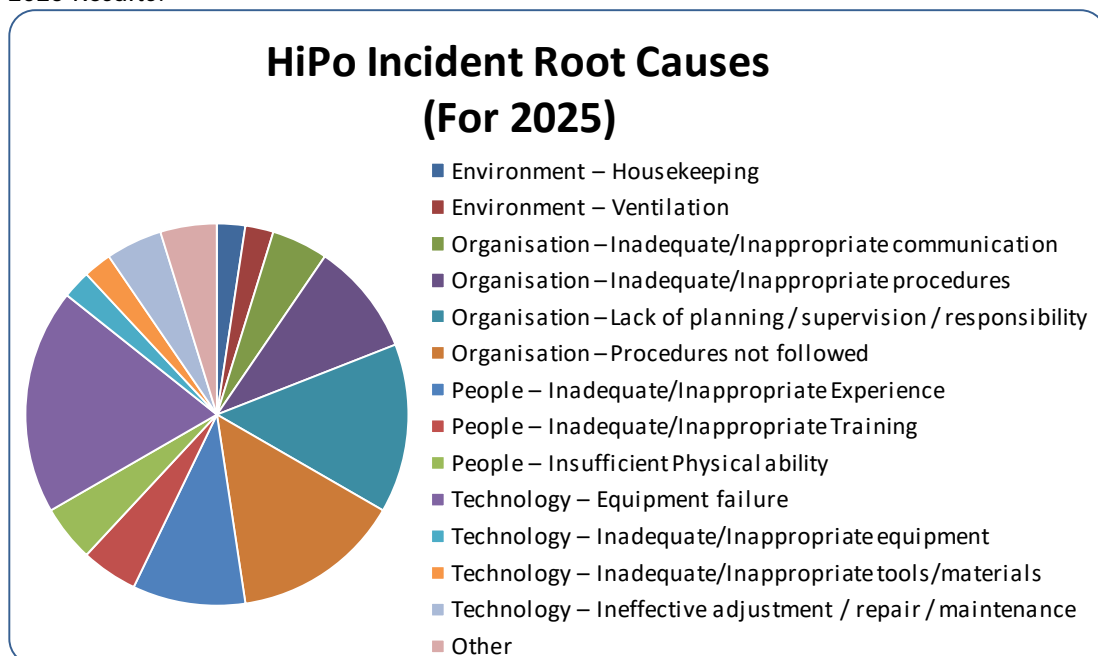 HiPo Incident Root Causes
(For 2025)
Environment – Housekeeping
Environment – Ventilation
Organisation – Inadequate/Inappropriate communication
Organisation – Inadequate/Inappropriate procedures
Organisation – Lack of planning / supervision / responsibility
Organisation – Procedures not followed
People – Inadequate/Inappropriate Experience
People – Inadequate/Inappropriate Training
People – Insufficient Physical ability
Technology – Equipment failure
Technology – Inadequate/Inappropriate equipment
Technology – Inadequate/Inappropriate tools/materials
Technology – Ineffective adjustment / repair / maintenance
Other